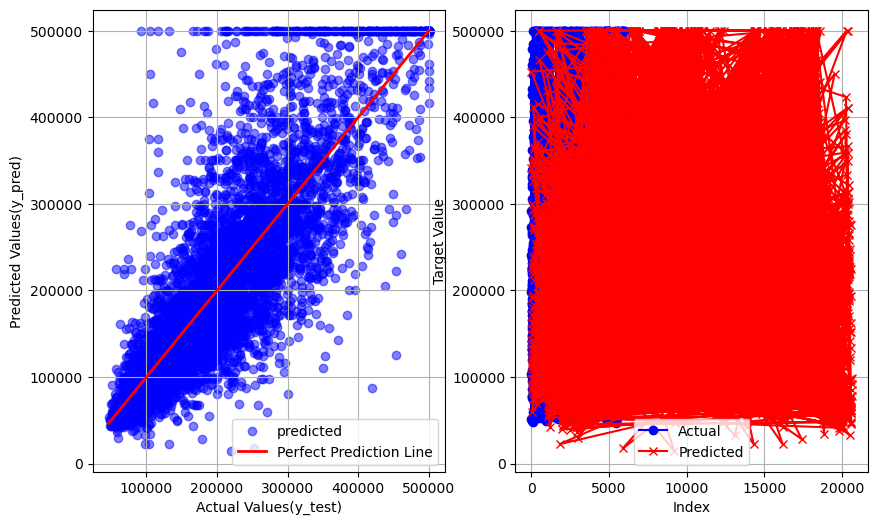 500000
400000
300000
200000
100000
0
Predicted Values(y_pred)
100000 200000 300000 400000 500000
Actual Values(y_test)
predicted
Perfect Prediction Line
500000
400000
300000
200000
100000
0
Target Value
0 5000 10000 15000 20000
Index
Actual
Predicted